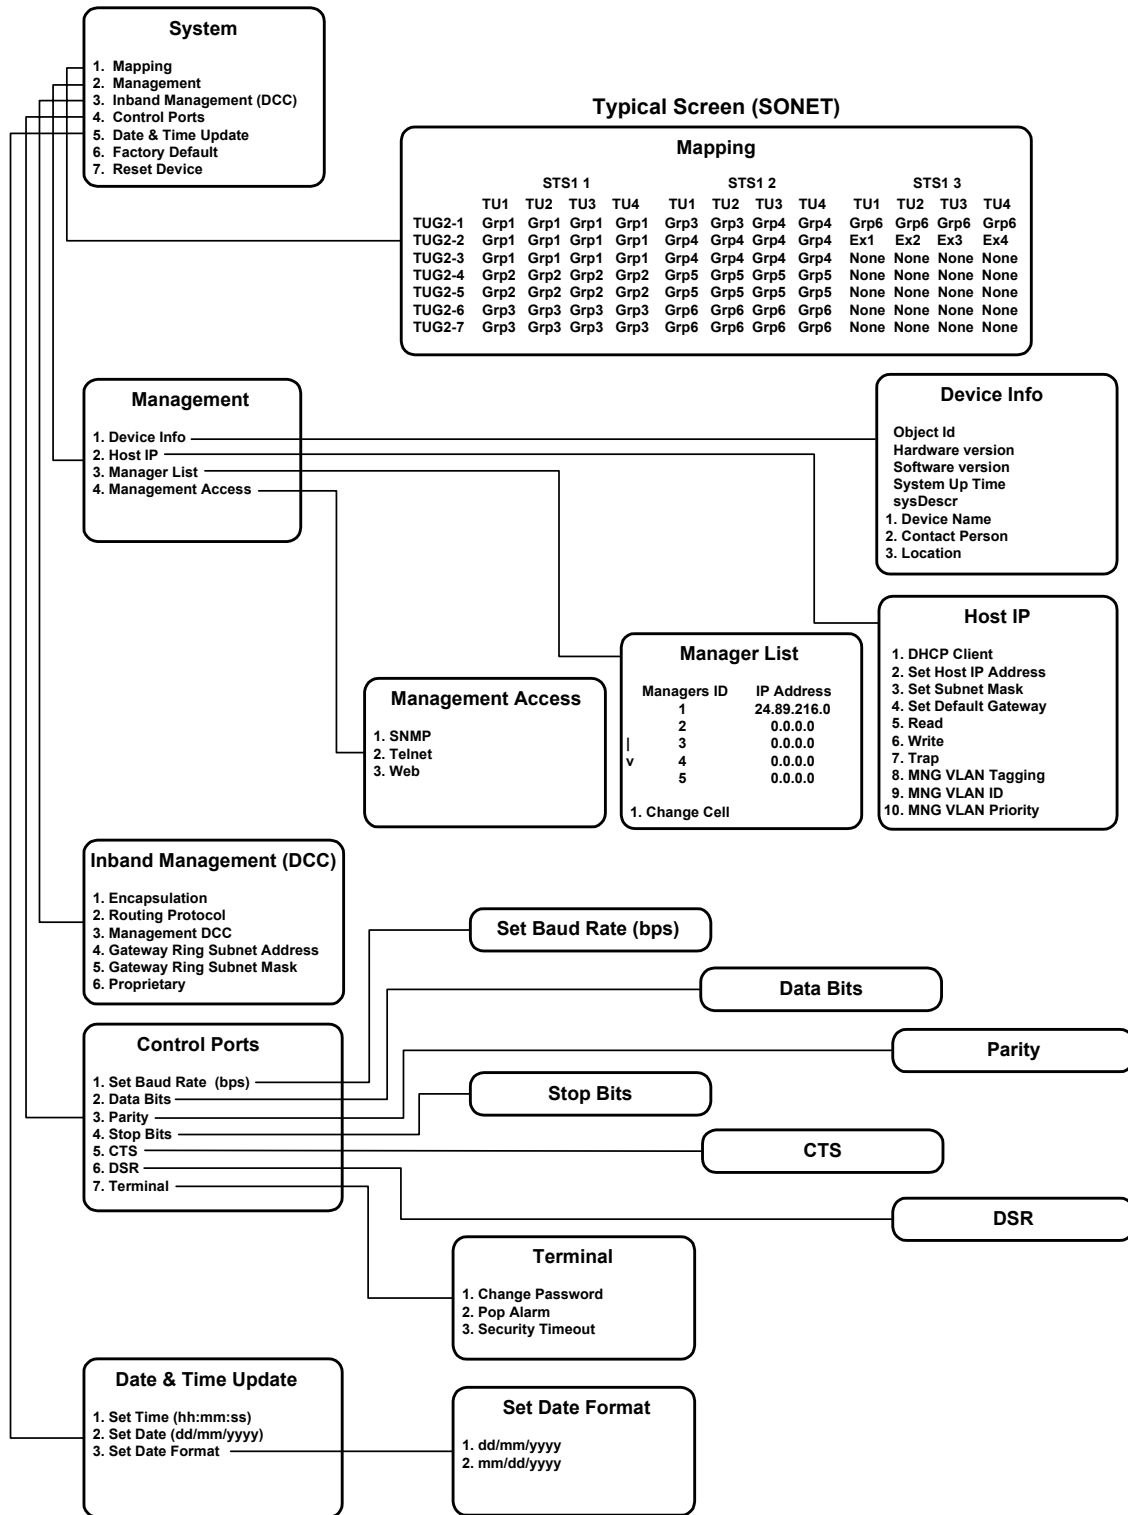 System
1. Mapping
2. Management
3. Inband Management (DCC)
4. Control Ports
5. Date & Time Update
6. Factory Default
7. Reset Device
Typical Screen (SONET)
Mapping
STS1 1 STS1 2 STS1 3
TU1 TU2 TU3 TU4 TU1 TU2 TU3 TU4 TU1 TU2 TU3 TU4
TUG2-1 Grp1 Grp1 Grp1 Grp1 Grp3 Grp3 Grp4 Grp4 Grp6 Grp6 Grp6 Grp6
TUG2-2 Grp1 Grp1 Grp1 Grp1 Grp4 Grp4 Grp4 Grp4 Ex1 Ex2 Ex3 Ex4
TUG2-3 Grp1 Grp1 Grp1 Grp1 Grp4 Grp4 Grp4 Grp4 None None None None
TUG2-4 Grp2 Grp2 Grp2 Grp2 Grp5 Grp5 Grp5 Grp5 None None None None
TUG2-5 Grp2 Grp2 Grp2 Grp2 Grp5 Grp5 Grp5 Grp5 None None None None
TUG2-6 Grp3 Grp3 Grp3 Grp3 Grp6 Grp6 Grp6 Grp6 None None None None
TUG2-7 Grp3 Grp3 Grp3 Grp3 Grp6 Grp6 Grp6 Grp6 None None None None
Management
1. Device Info
2. Host IP
3. Manager List
4. Management Access
Device Info
Object Id
Hardware version
Software version
System Up Time
sysDescr
1. Device Name
2. Contact Person
3. Location
Host IP
1. DHCP Client
2. Set Host IP Address
3. Set Subnet Mask
4. Set Default Gateway
5. Read
6. Write
7. Trap
8. MNG VLAN Tagging
9. MNG VLAN ID
10. MNG VLAN Priority
Manager List
Managers ID IP Address
1 24.89.216.0
2 0.0.0.0
| 3 0.0.0.0
v 4 0.0.0.0
5 0.0.0.0
1. Change Cell
Management Access
1. SNMP
2. Telnet
3. Web
Inband Management (DCC)
1. Encapsulation
2. Routing Protocol
3. Management DCC
4. Gateway Ring Subnet Address
5. Gateway Ring Subnet Mask
6. Proprietary
Set Baud Rate (bps)
Data Bits
Control Ports
1. Set Baud Rate (bps)
2. Data Bits
3. Parity
4. Stop Bits
5. CTS
6. DSR
7. Terminal
Parity
Stop Bits
CTS
DSR
Terminal
1. Change Password
2. Pop Alarm
3. Security Timeout
Date & Time Update
1. Set Time (hh:mm:ss)
2. Set Date (dd/mm/yyyy)
3. Set Date Format
Set Date Format
1. dd/mm/yyyy
2. mm/dd/yyyy